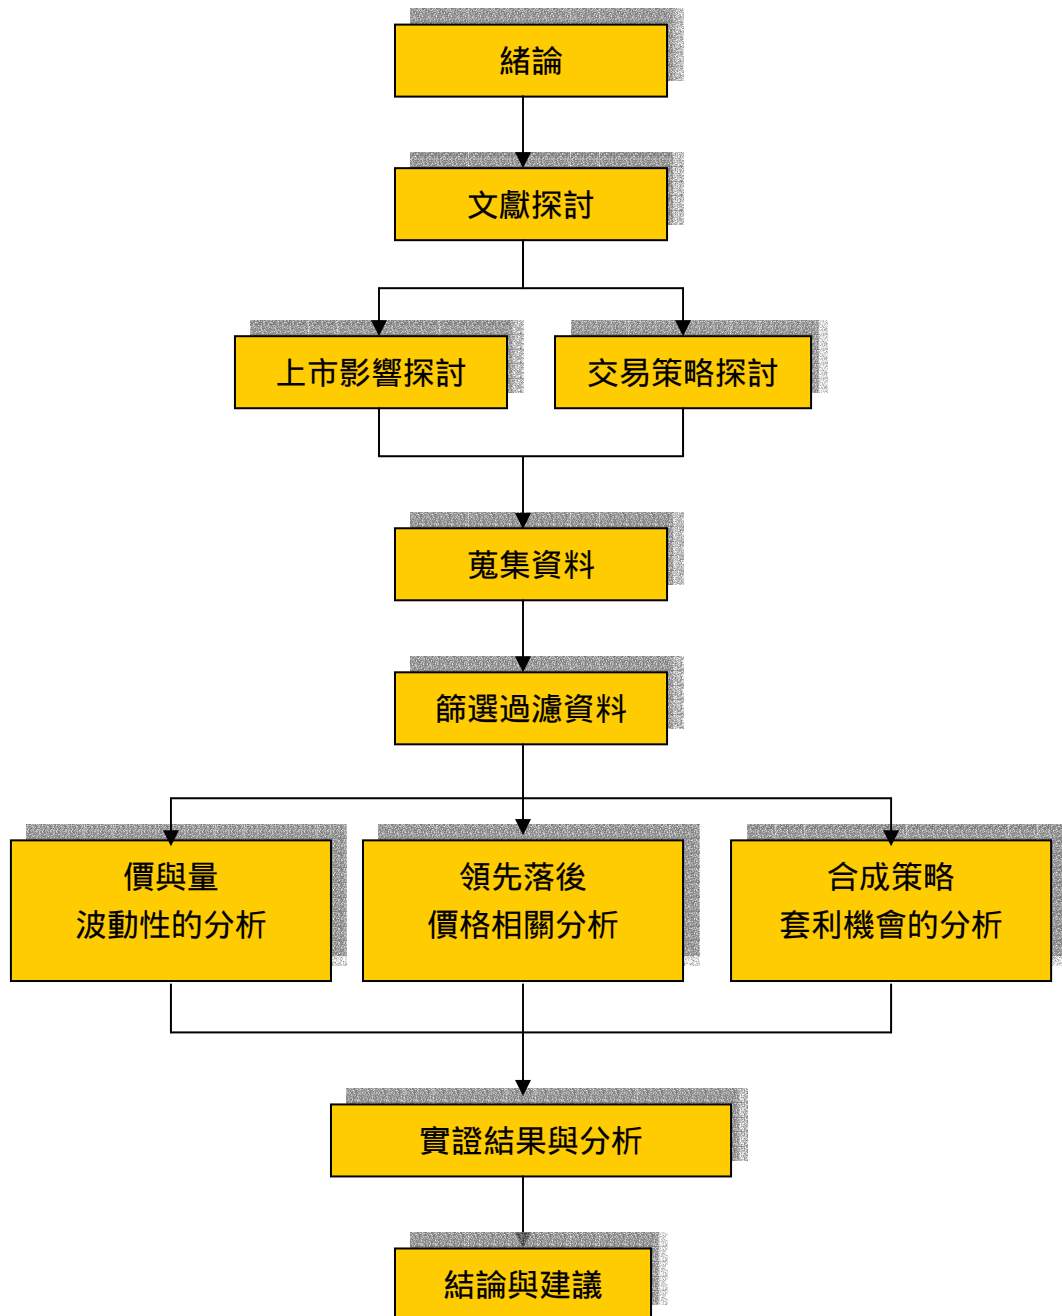 緒論
文獻探討
上市影響探討
交易策略探討
蒐集資料
篩選過濾資料
價與量
波動性的分析
領先落後
價格相關分析
合成策略
套利機會的分析
實證結果與分析
結論與建議